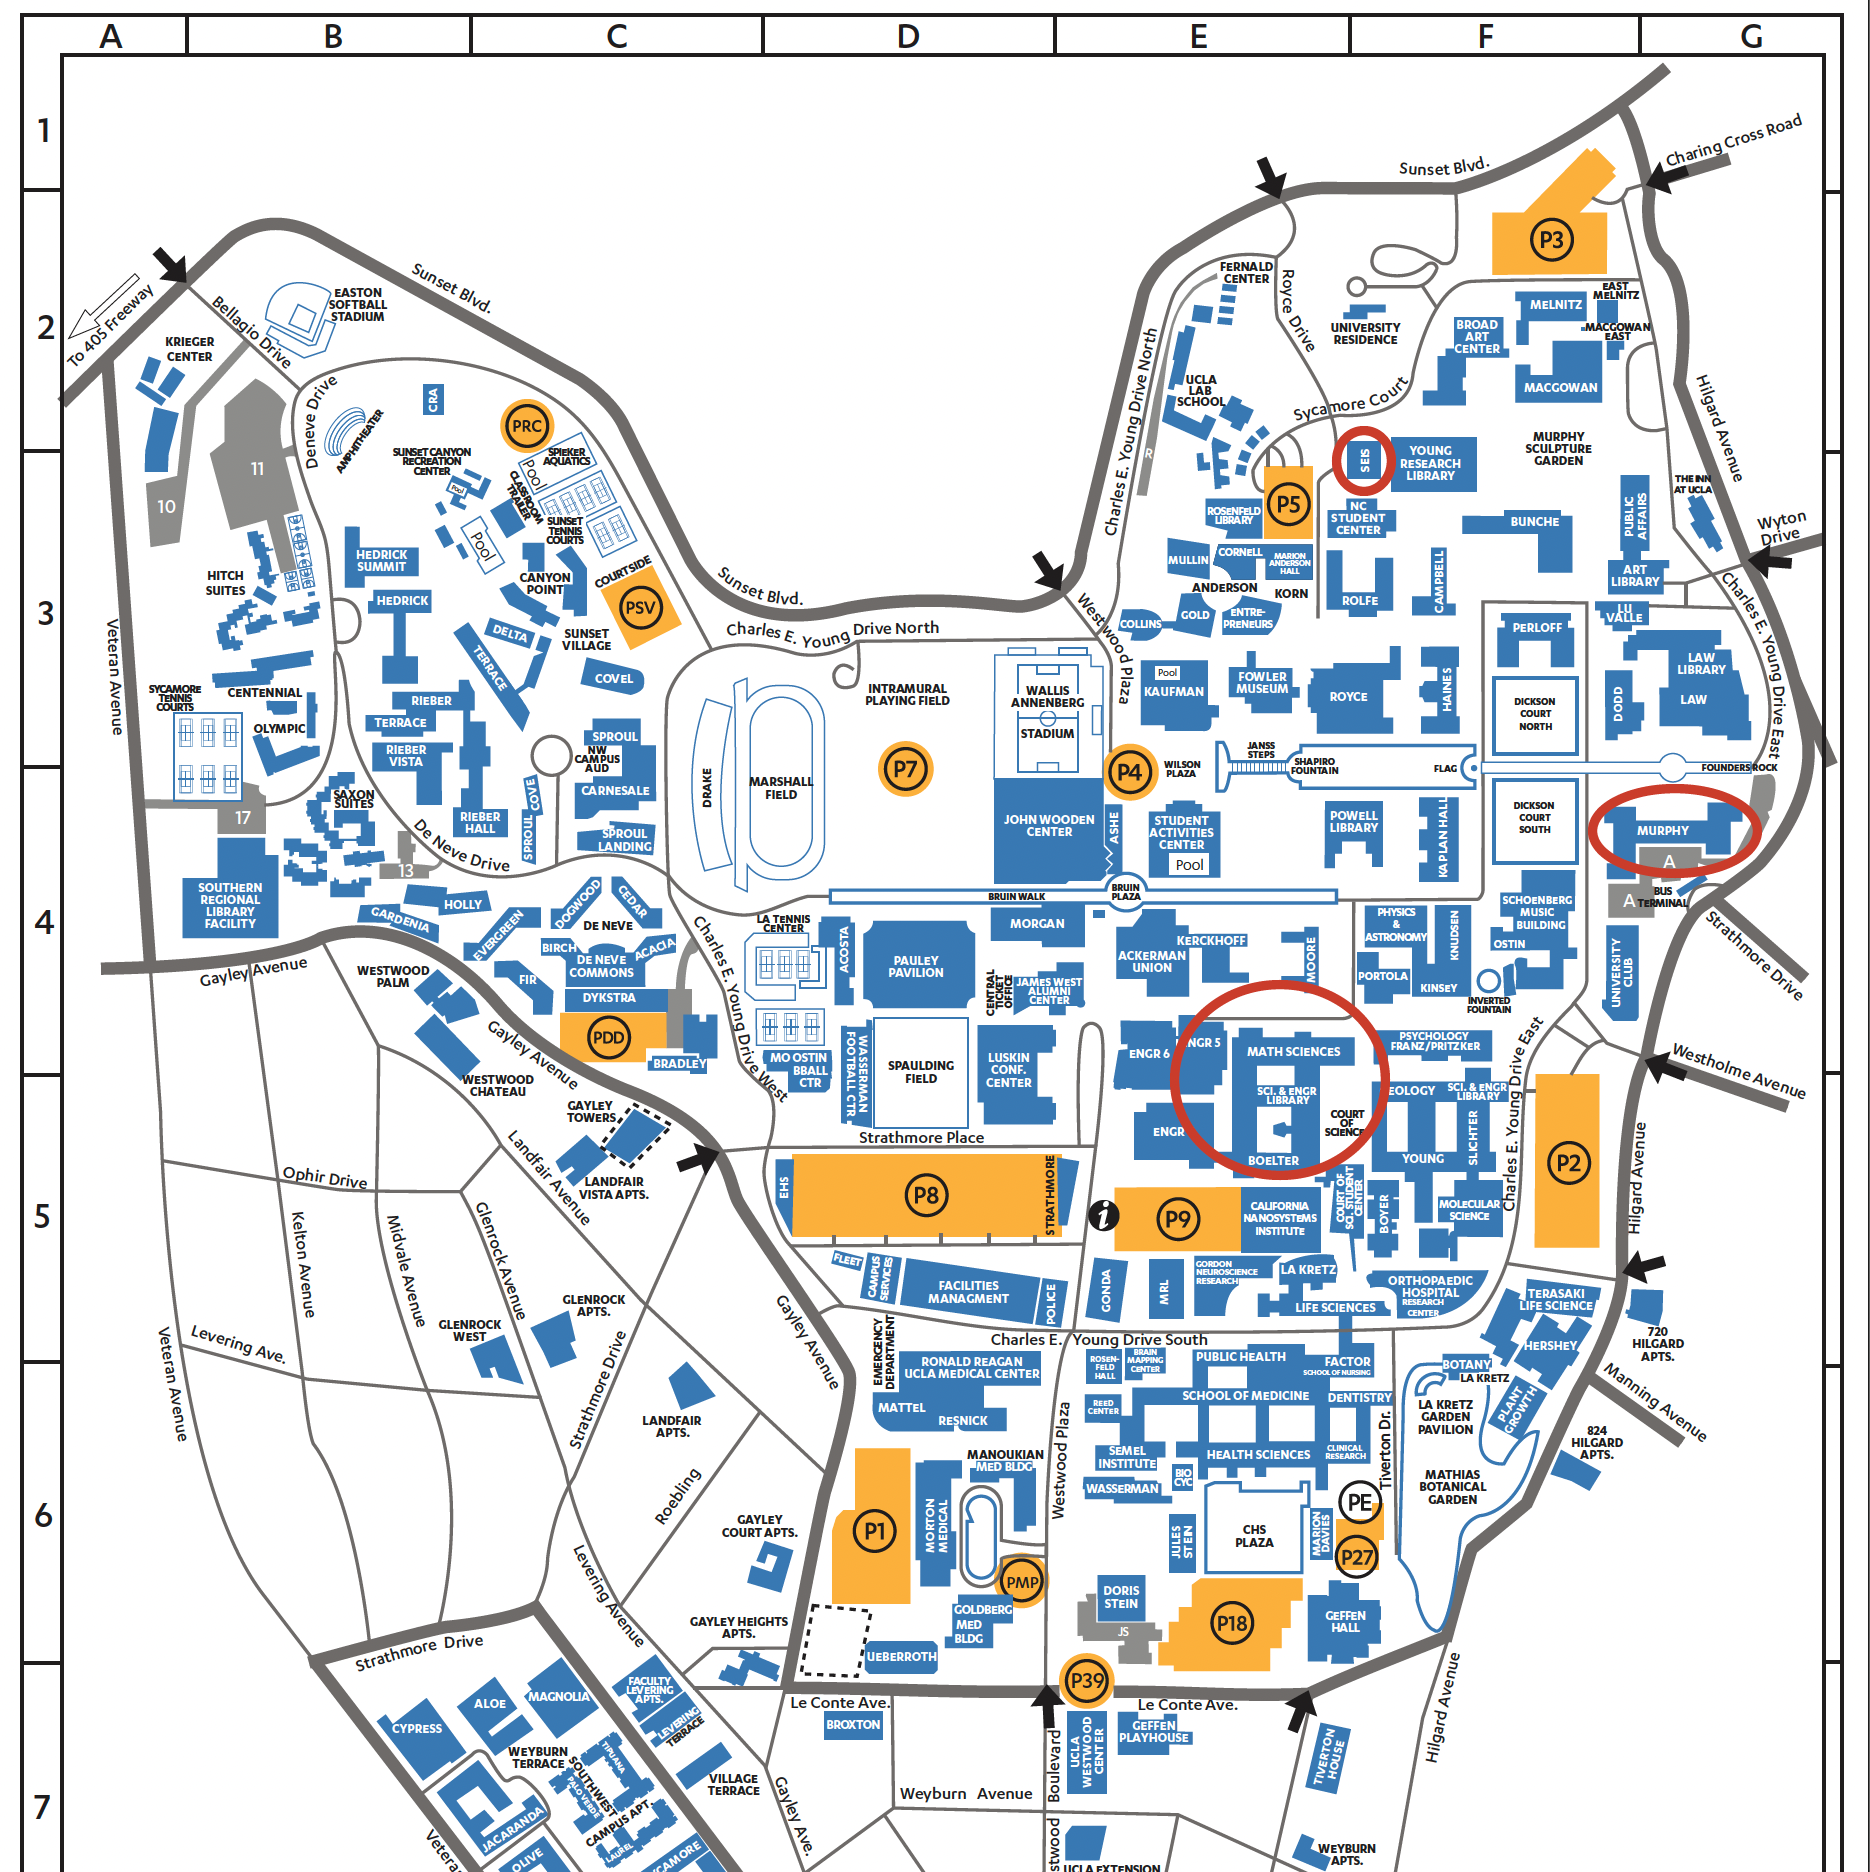 A B C D E F G
1
2
3
4
5
6
7
Sunset Blvd.
Charing Cross Road
P3
FERNALD
CENTER
Royce Drive
UNIVERSITY
RESIDENCE
MELNITZ
EAST
MELNITZ
BROAD
ART
CENTER
MACGOWAN
EAST
MACGOWAN
To 405 Freeway
Bellagio Drive
EASTON
SOFTBALL
STADIUM
Sunset Blvd.
KRIEGER
CENTER
Deneve Drive
AMPHITHEATER
CRA
PRC
Charles E. Young Drive North
UCLA
LAB
SCHOOL
Sycamore Court
Hilgard Avenue
10
11
SUNSET CANYON
RECREATION
CENTER
Pool
SPIEKER
AQUATICS
Pool
CLASSROOM
TRAILER
SUNSET
TENNIS
COURTS
Pool
R
SEIS
YOUNG
RESEARCH
LIBRARY
MURPHY
SCULPTURE
GARDEN
P5
ROSENFELD
LIBRARY
NC
STUDENT
CENTER
BUNCHE
PUBLIC
AFFAIRS
THE INN
AT UCLA
Wyton
Drive
HEDRICK
SUMMIT
HITCH
SUITES
HEDRICK
CANYON
POINT
COURTSIDE
PSV
Sunset Blvd.
MULLIN
CORNELL
MARION
ANDERSON
HALL
ANDERSON
KORN
COLLINS
GOLD
ENTRE-
PRENEURS
ROLFE
CAMPBELL
ART
LIBRARY
LU
VALLE
PERLOFF
Charles E. Young Drive East
Veteran Avenue
DELTA
TERRACE
SUNSET
VILLAGE
COVEL
Charles E. Young Drive North
Westwood Plaza
SYCAMORE
TENNIS
COURTS
CENTENNIAL
OLYMPIC
RIEBER
TERRACE
RIEBER
VISTA
INTRAMURAL
PLAYING FIELD
WALLIS
ANNENBERG
STADIUM
Pool
KAUFMAN
FOWLER
MUSEUM
ROYCE
HAINES
DICKSON
COURT
NORTH
DODD
LAW
LIBRARY
LAW
SPROUL
NW
CAMPUS
AUD
CARNESALE
DRAKE
MARSHALL
FIELD
P7
P4
WILSON
PLAZA
JANSS
STEPS
SHAPIRO
FOUNTAIN
FLAG
FOUNDERS ROCK
17
SAXON
SUITES
RIEBER
HALL
SPROUL
COVE
SPROUL
LANDING
De Neve Drive
13
JOHN WOODEN
CENTER
ASHE
STUDENT
ACTIVITIES
CENTER
Pool
POWELL
LIBRARY
KAPLAN HALL
DICKSON
COURT
SOUTH
MURPHY
A
A
BUS
TERMINAL
SOUTHERN
REGIONAL
LIBRARY
FACILITY
HOLLY
GARDENIA
EVERGREEN
DOGWOOD
CEDAR
DE NEVE
BIRCH
DE NEVE
COMMONS
ACACIA
FIR
DYKSTRA
BRUIN WALK
BRUIN
PLAZA
LA TENNIS
CENTER
ACOSTA
PAULEY
PAVILION
MORGAN
ACKERMAN
UNION
KERCKHOFF
MOORE
PHYSICS
&
ASTRONOMY
KNUDSEN
SCHOENBERG
MUSIC
BUILDING
OSTIN
PORTOLA
KINSEY
INVERTED
FOUNTAIN
UNIVERSITY
CLUB
Strathmore Drive
Gayley Avenue
WESTWOOD
PALM
Gayley Avenue
PDD
BRADLEY
Charles E. Young Drive West
CENTRAL
TICKET
OFFICE
JAMES WEST
ALUMNI
CENTER
WESTWOOD
CHATEAU
MO OSTIN
BBALL
CTR
WASSERMAN
FOOTBALL CTR
SPAULDING
FIELD
LUSKIN
CONF.
CENTER
ENGR 6
NGR 5
MATH SCIENCES
SCI. & ENGR
LIBRARY
ENGR
BOELTER
COURT
OF
SCIENCE
PSYCHOLOGY
FRANZ/PRITZKER
EOLOGY
SCI. & ENGR
LIBRARY
SLICHTER
YOUNG
Charles E. Young Drive East
P2
Westholme Avenue
Hilgard Avenue
GAYLEY
TOWERS
Landfair Avenue
LANDFAIR
VISTA APTS.
Strathmore Place
Ophir Drive
Kelton Avenue
Midvale Avenue
Glenrock Avenue
EHS
P8
STRATHMORE
i
P9
CALIFORNIA
NANOSYSTEMS
INSTITUTE
COURT OF
SCI. STUDENT
CENTER
BOYER
MOLECULAR
SCIENCE
FLEET
CAMPUS
SERVICES
FACILITIES
MANAGMENT
POLICE
GONDA
MRL
GORDON
NEUROSCIENCE
RESEARCH
LA KRETZ
LIFE SCIENCES
ORTHOPAEDIC
HOSPITAL
RESEARCH
CENTER
TERASAKI
LIFE SCIENCE
HERSHEY
720
HILGARD
APTS.
Levering Ave.
Veteran Avenue
GLENROCK
WEST
GLENROCK
APTS.
Strathmore Drive
Gayley Avenue
Charles E. Young Drive South
EMERGENCY
DEPARTMENT
RONALD REAGAN
UCLA MEDICAL CENTER
MATTEL
RESNICK
ROSEN-
FELD
HALL
BRAIN
MAPPING
CENTER
PUBLIC HEALTH
FACTOR
SCHOOL OF NURSING
BOTANY
LA KRETZ
PLANT
GROWTH
Manning Avenue
LANDFAIR
APTS.
REED
CENTER
SCHOOL OF MEDICINE
DENTISTRY
LA KRETZ
GARDEN
PAVILION
824
HILGARD
APTS.
Westwood Plaza
MANOUKIAN
MED BLDG
SEMEL
INSTITUTE
HEALTH SCIENCES
CLINICAL
RESEARCH
Tiverton Dr.
WASSERMAN
BIO
CYC
MATHIAS
BOTANICAL
GARDEN
Roebling
GAYLEY
COURT APTS.
P1
MORTON
MEDICAL
PMP
JULES
STEIN
CHS
PLAZA
MARION
DAVIES
PE
P27
Levering Avenue
GAYLEY HEIGHTS
APTS.
GOLDBERG
MED
BLDG
UEBERROTH
DORIS
STEIN
JS
P18
GEFFEN
HALL
Strathmore Drive
P39
Le Conte Ave.
Le Conte Ave.
Hilgard Avenue
CYPRESS
ALOE
MAGNOLIA
FACULTY
LEVERING
APTS.
LEVERING
TERRACE
BROXTON
UCLA
WESTWOOD
CENTER
GEFFEN
PLAYHOUSE
TIVERTON
HOUSE
WEYBURN
TERRACE
SOUTHWEST
CAMPUS APT.
TIPUANA
PALO VERDE
LAUREL
VILLAGE
TERRACE
Gayley Ave.
Weyburn Avenue
Boulevard
stwood
JACARANDA
OLIVE
YCAMORE
Vetera
UCLA EXTENSION
WEYBURN
APTS.